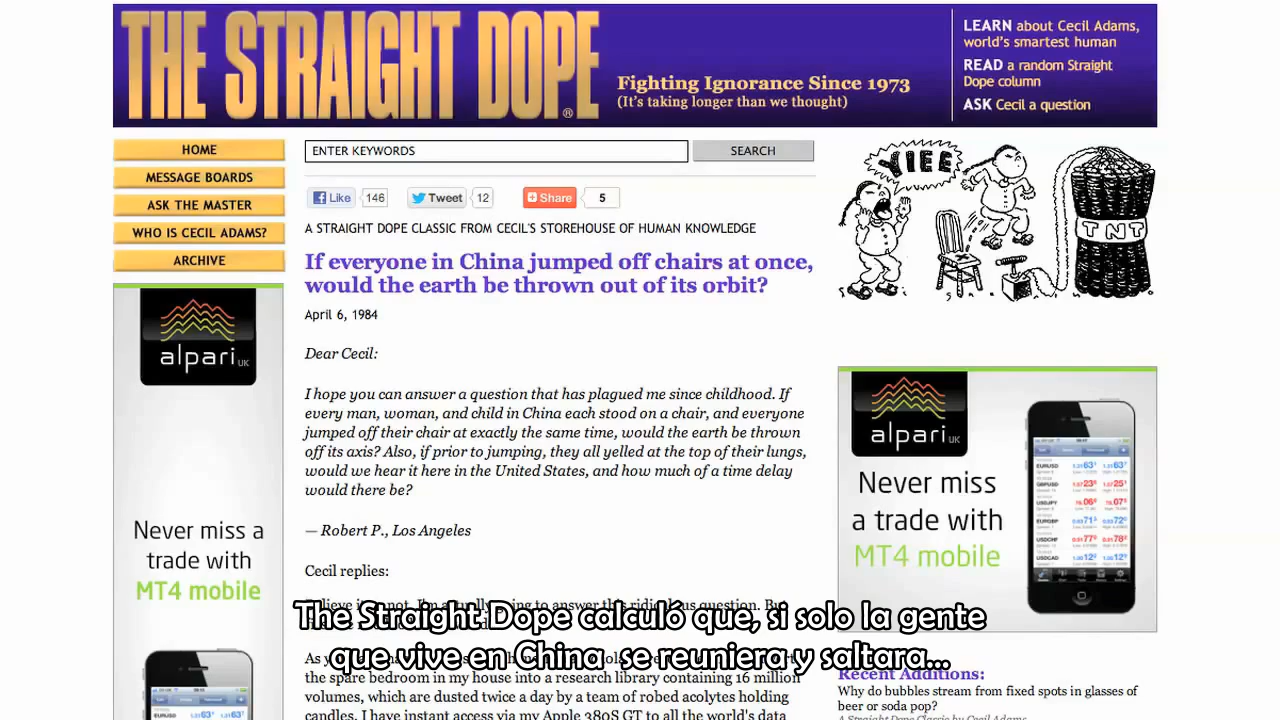 THE STRAIGHT DOPE®
Fighting Ignorance Since 1973
(It's taking longer than we thought)
LEARN about Cecil Adams,
world's smartest human
READ a random Straight
Dope column
ASK Cecil a question
HOME
MESSAGE BOARDS
ASK THE MASTER
WHO IS CECIL ADAMS?
ARCHIVE
ENTER KEYWORDS
SEARCH
Like 146
Tweet 12
Share 5
A STRAIGHT DOPE CLASSIC FROM CECIL'S STOREHOUSE OF HUMAN KNOWLEDGE
If everyone in China jumped off chairs at once,
would the earth be thrown out of its orbit?
April 6, 1984
Dear Cecil:
I hope you can answer a question that has plagued me since childhood. If
every man, woman, and child in China each stood on a chair, and everyone
jumped off their chair at exactly the same time, would the earth be thrown
off its axis? Also, if prior to jumping, they all yelled at the top of their lungs,
would we hear it here in the United States, and how much of a time delay
would there be?
— Robert P., Los Angeles
Cecil replies:
The Straight Dope calculó que, si solo la gente
que vive en China se reuniera y saltara...
the spare bedroom in my house into a research library containing 16 million
volumes, which are dusted twice a day by a team of robed acolytes holding
candles. I have instant access via my Apple 380S GT to all the world's data
YIEE
TNT
alpari UK
Never miss a
trade with
MT4 mobile
alpari UK
Never miss
a trade with
MT4 mobile
Recent Additions:
Why do bubbles stream from fixed spots in glasses of
beer or soda pop?
A Straight Dope Classic by Cecil Adams